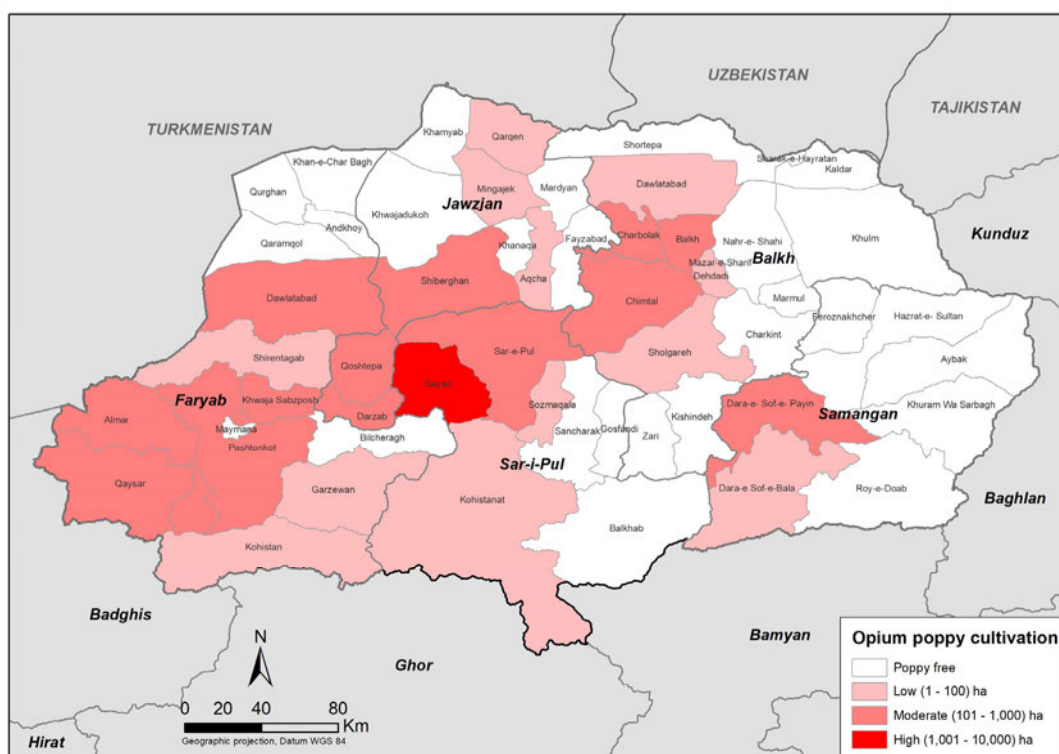 UZBEKISTAN
TAJIKISTAN
TURKMENISTAN
Khamyab
Qarqen
Shortepa
Sharak-e-Hayratan
Kaldar
Khan-e-Char Bagh
Qurghan
Mingajek
Mardyan
Dawlatabad
Jawzjan
Khwajadukoh
Andkhoy
Qaramqol
Khanaqa
Fayzabad
Charbolak
Balkh
Nahr-e- Shahi
Khulm
Kunduz
Balkh
Mazar-e-Sharif
Dehdadi
Aqcha
Shiberghan
Dawlatabad
Chimtal
Marmul
Feroznakhcher
Hazrat-e- Sultan
Charkint
Sholgareh
Aybak
Shirentagab
Qoshtepa
Sar-e-Pul
Sayad
Khwaja Sabzposh
Faryab
Darzab
Sozmaqala
Dara-e- Sof-e- Payin
Khuram Wa Sarbagh
Samangan
Almar
Maymana
Pashtonkot
Bilcheragh
Sancharak
Gosfandi
Zari
Kishindeh
Sar-i-Pul
Qaysar
Garzewan
Kohistanat
Dara-e Sof-e-Bala
Roy-e-Doab
Baghlan
Balkhab
Kohistan
Badghis
Bamyan
Ghor
Hirat
N
0 20 40 80
Km
Geographic projection, Datum WGS 84
Opium poppy cultivation
Poppy free
Low (1 - 100) ha
Moderate (101 - 1,000) ha
High (1,001 - 10,000) ha